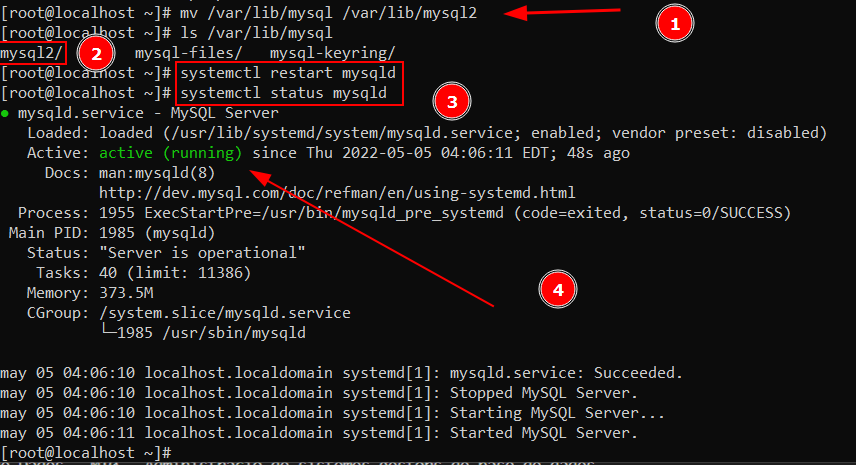 [root@localhost ~]# mv /var/lib/mysql /var/lib/mysql2
1
[root@localhost ~]# ls /var/lib/mysql
mysql2/ 2 mysql-files/ mysql-keyring/
[root@localhost ~]# systemctl restart mysqld
[root@localhost ~]# systemctl status mysqld
3
● mysqld.service - MySQL Server
Loaded: loaded (/usr/lib/systemd/system/mysqld.service; enabled; vendor preset: disabled)
Active: active (running) since Thu 2022-05-05 04:06:11 EDT; 48s ago
Docs: man:mysqld(8)
http://dev.mysql.com/doc/refman/en/using-systemd.html
Process: 1955 ExecStartPre=/usr/bin/mysqld_pre_systemd (code=exited, status=0/SUCCESS)
Main PID: 1985 (mysqld)
Status: "Server is operational"
Tasks: 40 (limit: 11386)
4
Memory: 373.5M
CGroup: /system.slice/mysqld.service
└─1985 /usr/sbin/mysqld
may 05 04:06:10 localhost.localdomain systemd[1]: mysqld.service: Succeeded.
may 05 04:06:10 localhost.localdomain systemd[1]: Stopped MySQL Server.
may 05 04:06:10 localhost.localdomain systemd[1]: Starting MySQL Server...
may 05 04:06:11 localhost.localdomain systemd[1]: Started MySQL Server.
[root@localhost ~]#